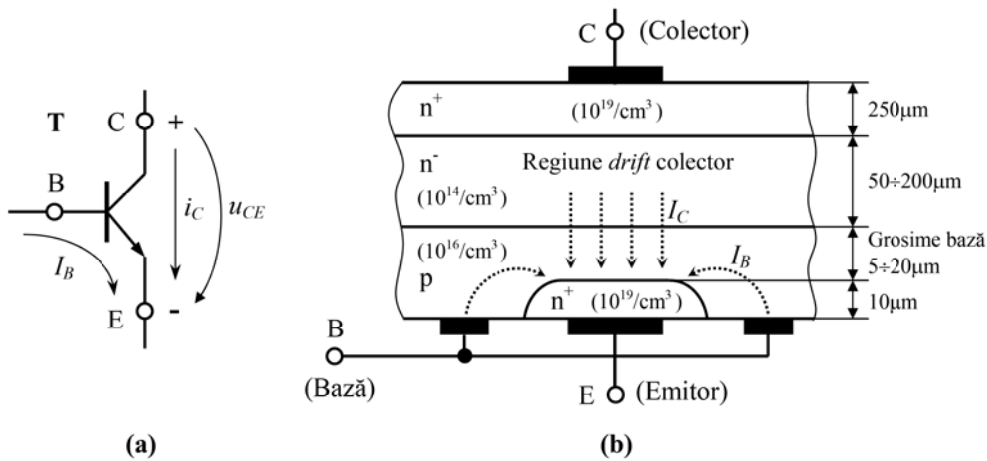 T
C
+
B
i_C
u_CE
I_B
E
-
(a)
C (Colector)
n⁺ (10¹⁹/cm³)
250μm
n⁻ Regiune drift colector
(10¹⁴/cm³)
50÷200μm
I_C
(10¹⁶/cm³)
p
I_B
Grosime bază
5÷20μm
n⁺ (10¹⁹/cm³)
10μm
B
(Bază)
E (Emitor)
(b)